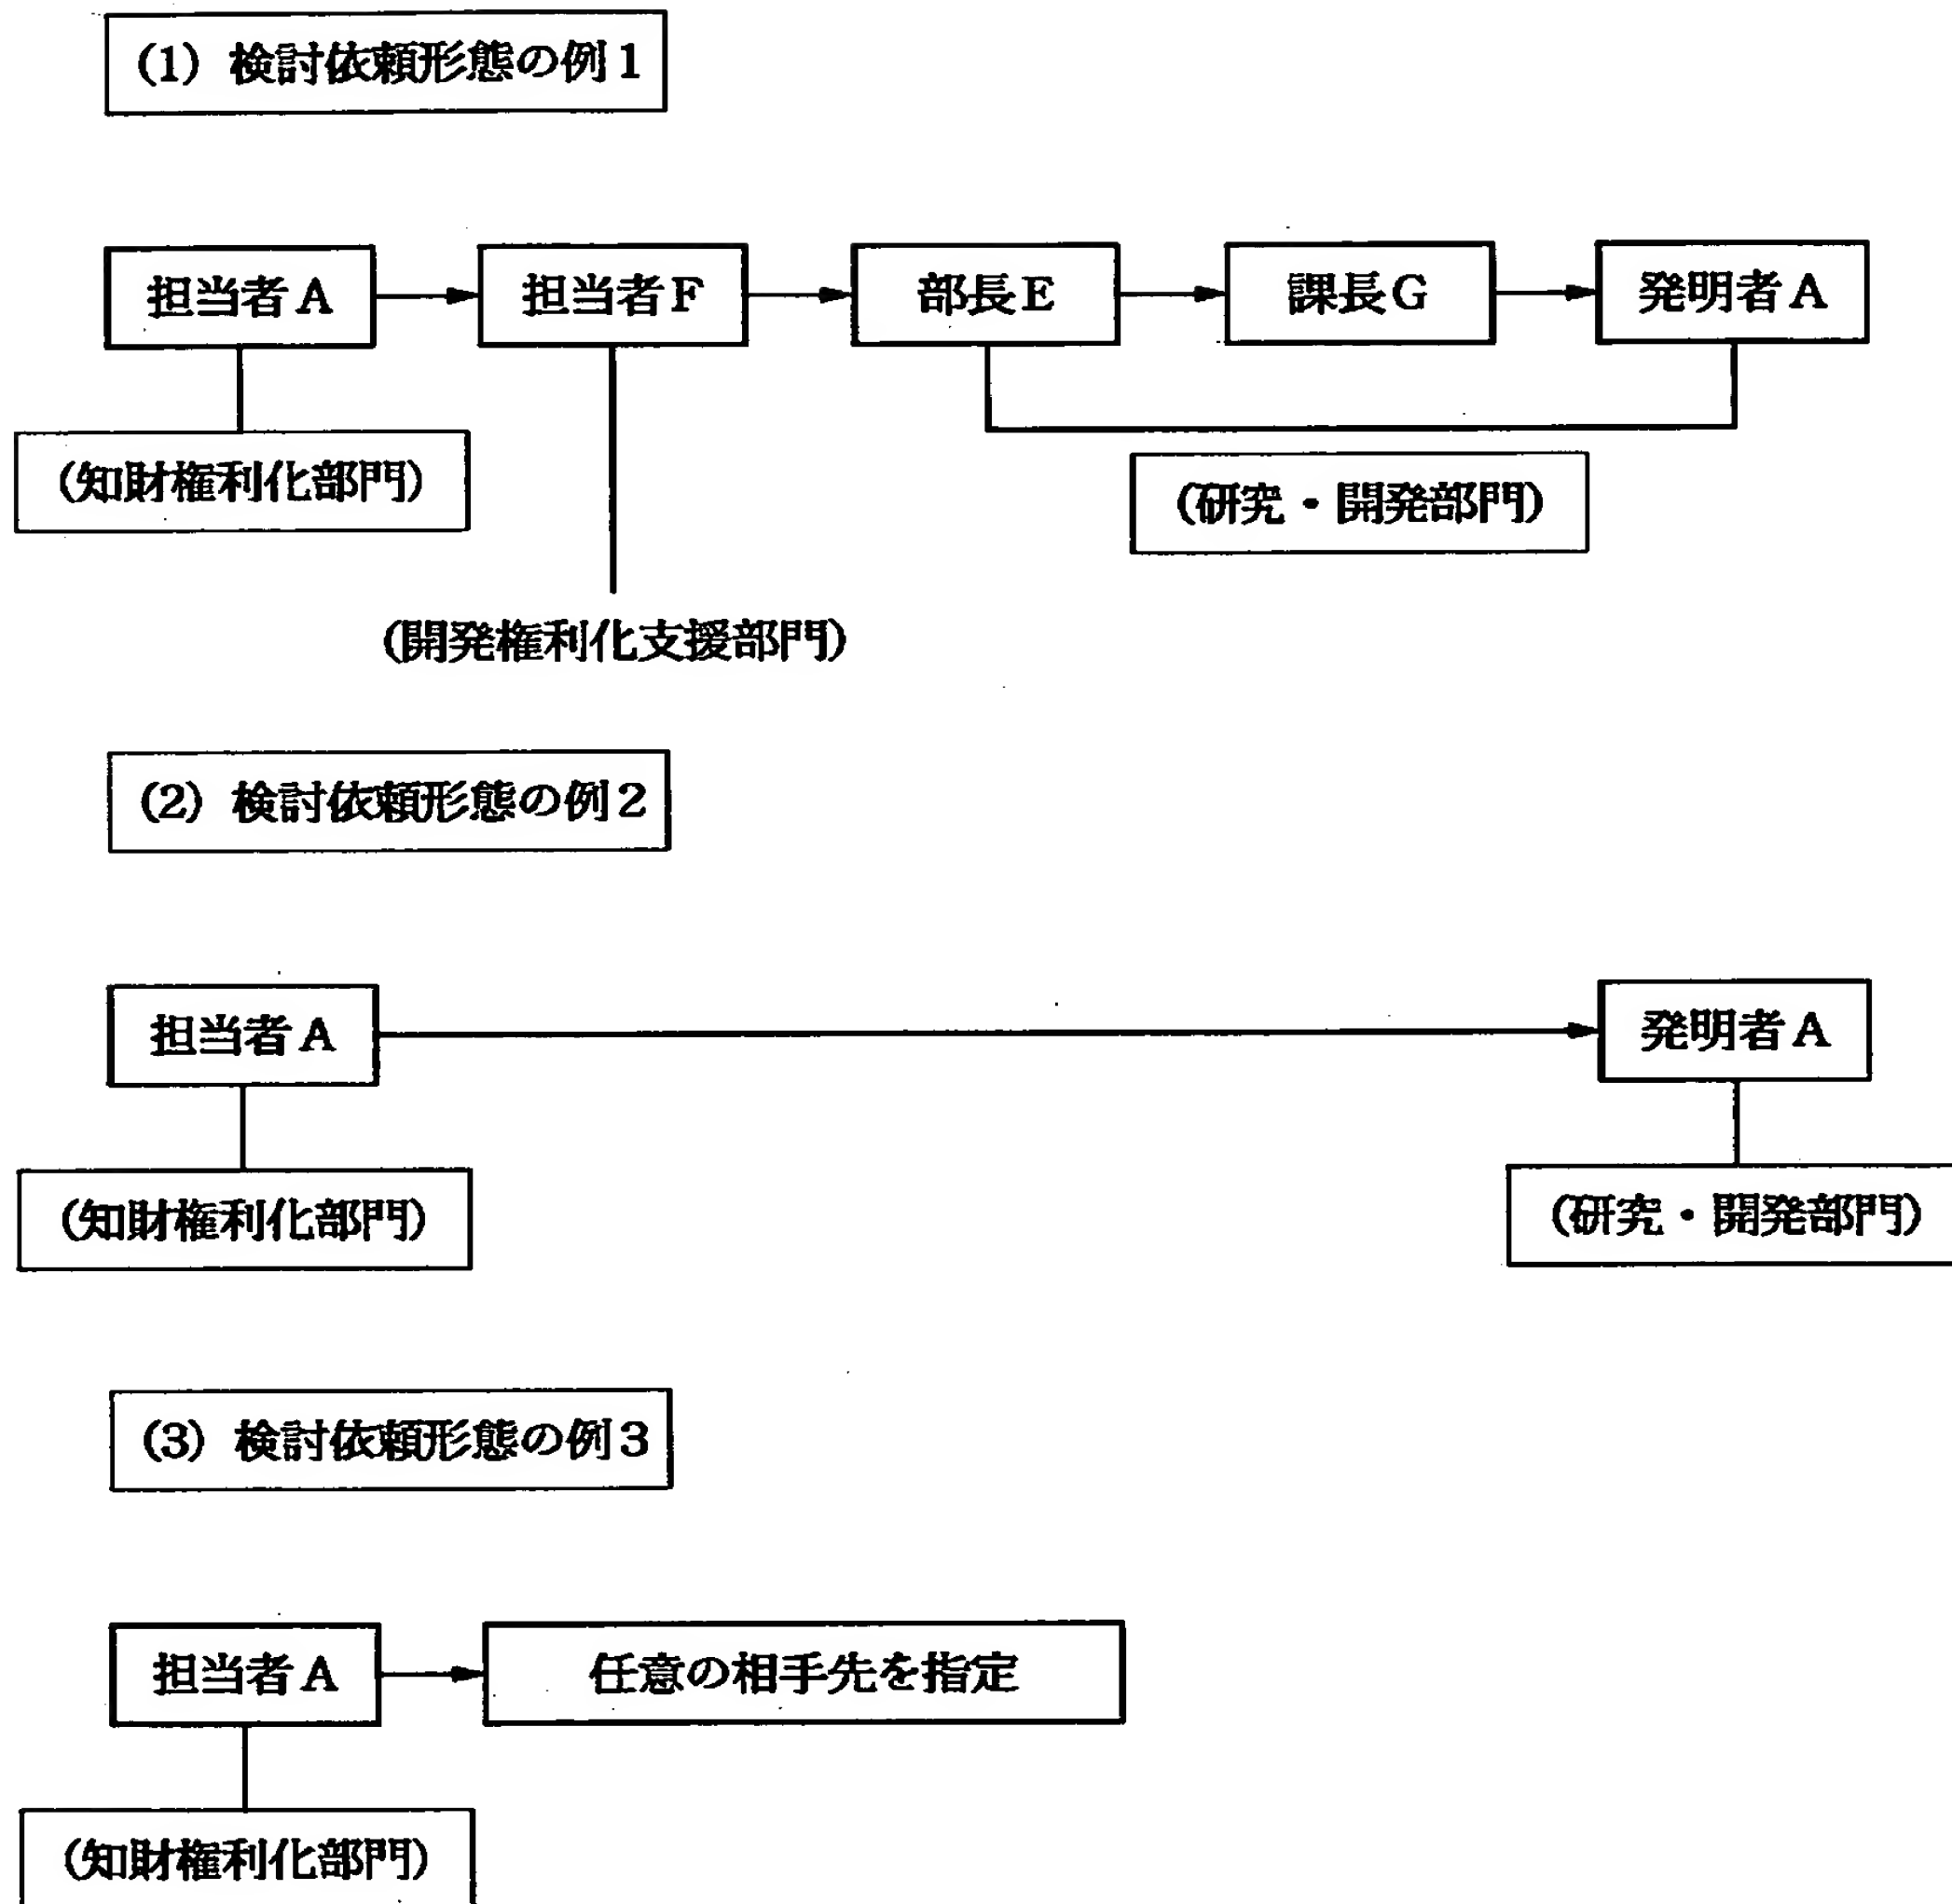 (1) 検討依頼形態の例1
担当者A
担当者F
部長E
課長G
発明者A
(知財権利化部門)
(研究・開発部門)
(開発権利化支援部門)
(2) 検討依頼形態の例2
担当者A
発明者A
(知財権利化部門)
(研究・開発部門)
(3) 検討依頼形態の例3
担当者A
任意の相手先を指定
(知財権利化部門)